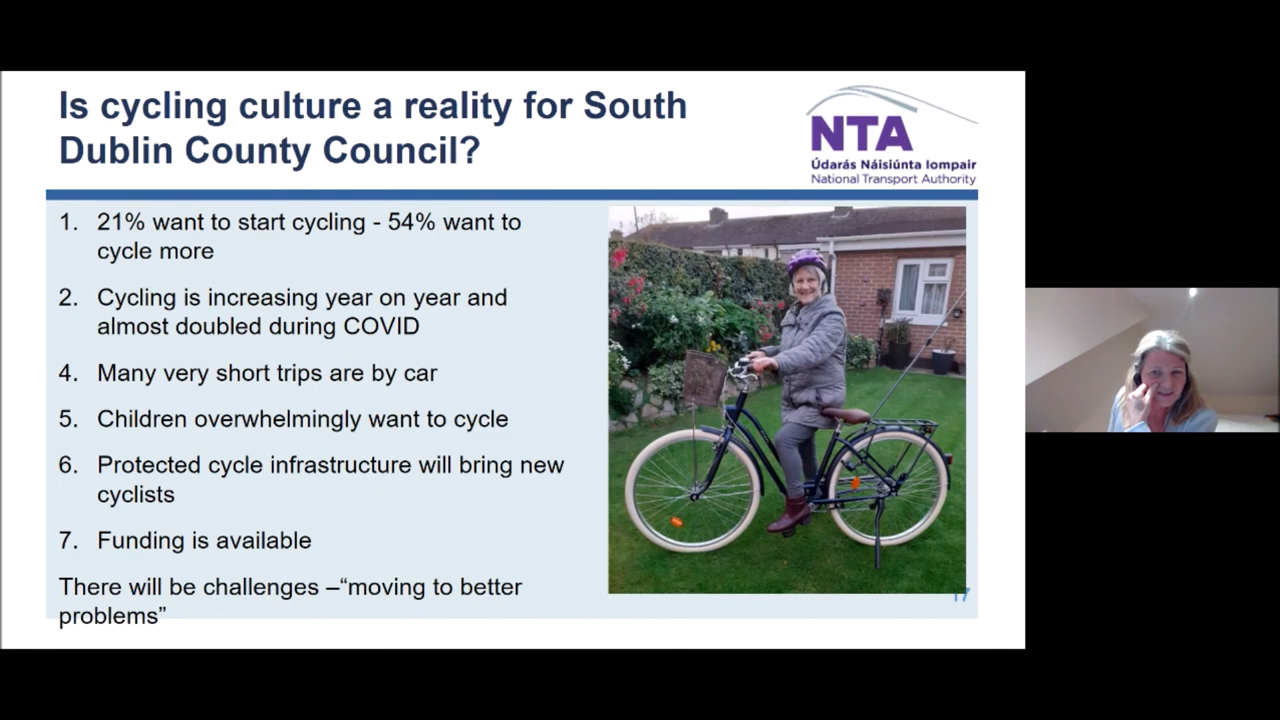 Is cycling culture a reality for South
Dublin County Council?
NTA
Údarás Náisiúnta Iompair
National Transport Authority
1. 21% want to start cycling - 54% want to
cycle more
2. Cycling is increasing year on year and
almost doubled during COVID
4. Many very short trips are by car
5. Children overwhelmingly want to cycle
6. Protected cycle infrastructure will bring new
cyclists
7. Funding is available
There will be challenges –“moving to better
problems”
17